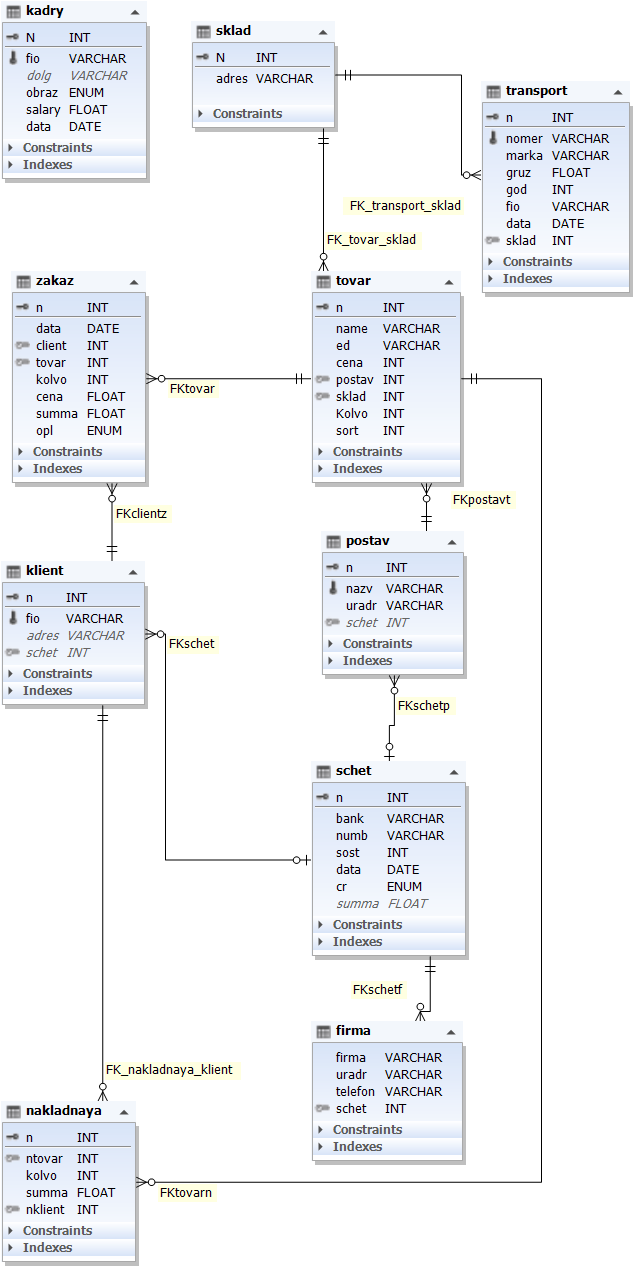 kadry
N INT
fio VARCHAR
dolg VARCHAR
obraz ENUM
salary FLOAT
data DATE
Constraints
Indexes
sklad
N INT
adres VARCHAR
Constraints
transport
n INT
nomer VARCHAR
marka VARCHAR
gruz FLOAT
god INT
fio VARCHAR
data DATE
sklad INT
Constraints
Indexes
FK_transport_sklad
FK_tovar_sklad
zakaz
n INT
data DATE
client INT
tovar INT
kolvo INT
cena FLOAT
summa FLOAT
opl ENUM
Constraints
Indexes
tovar
n INT
name VARCHAR
ed VARCHAR
cena INT
postav INT
sklad INT
Kolvo INT
sort INT
Constraints
Indexes
FKtovar
FKpostavt
FKclientz
klient
n INT
fio VARCHAR
adres VARCHAR
schet INT
Constraints
Indexes
postav
n INT
nazv VARCHAR
uradr VARCHAR
schet INT
Constraints
Indexes
FKschet
FKschetp
schet
n INT
bank VARCHAR
numb VARCHAR
sost INT
data DATE
cr ENUM
summa FLOAT
Constraints
Indexes
FKschetf
firma
firma VARCHAR
uradr VARCHAR
telefon VARCHAR
schet INT
Constraints
Indexes
FK_nakladnaya_klient
nakladnaya
n INT
ntovar INT
kolvo INT
summa FLOAT
nklient INT
Constraints
Indexes
FKtovarn